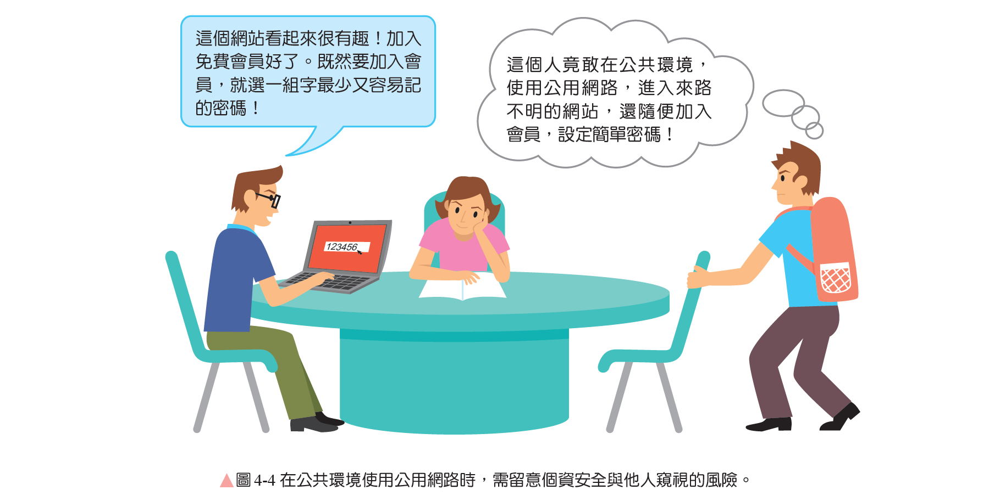 這個網站看起來很有趣！加入
免費會員好了。既然要加入會
員，就選一組字最少又容易記
的密碼！
這個人竟敢在公共環境，
使用公用網路，進入來路
不明的網站，還隨便加入
會員，設定簡單密碼！
123456
▲圖 4-4 在公共環境使用公用網路時，需留意個資安全與他人窺視的風險。